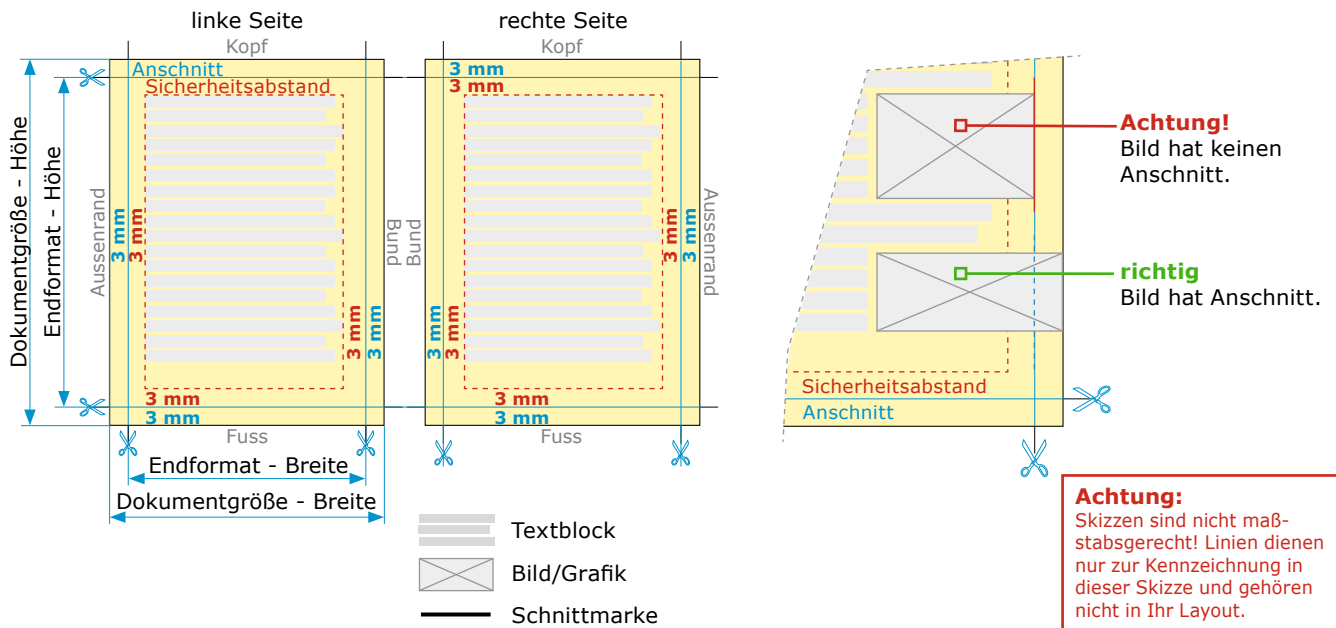 linke Seite
Kopf
Anschnitt
Sicherheitsabstand
Dokumentgröße - Höhe
Endformat - Höhe
Aussenrand
3 mm
3 mm
Bund
3 mm
3 mm
3 mm
3 mm
Fuss
Endformat - Breite
Dokumentgröße - Breite
rechte Seite
Kopf
3 mm
3 mm
Bund
3 mm
3 mm
Aussenrand
3 mm
3 mm
3 mm
3 mm
Fuss
Textblock
Bild/Grafik
Schnittmarke
Achtung!
Bild hat keinen
Anschnitt.
richtig
Bild hat Anschnitt.
Sicherheitsabstand
Anschnitt
Achtung:
Skizzen sind nicht maß-
stabsgerecht! Linien dienen
nur zur Kennzeichnung in
dieser Skizze und gehören
nicht in Ihr Layout.